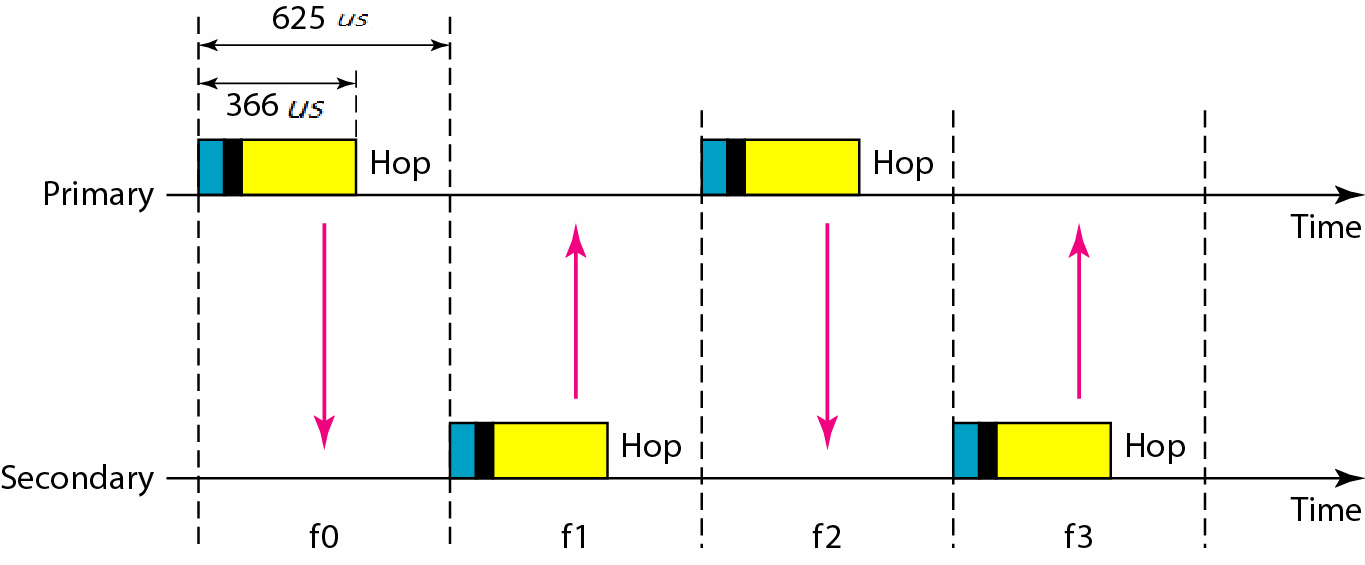 625 us
366 us
Hop
Hop
Primary
Time
Hop
Hop
Secondary
Time
f0
f1
f2
f3